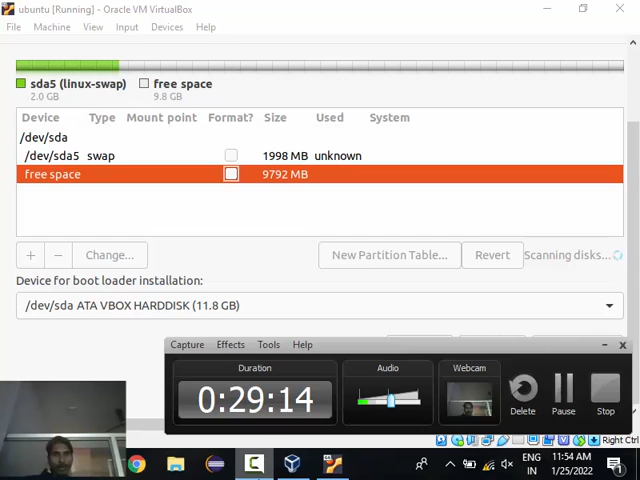 ubuntu [Running] - Oracle VM VirtualBox
File Machine View Input Devices Help
sda5 (linux-swap) free space
2.0 GB 9.8 GB
Device Type Mount point Format? Size Used System
/dev/sda
/dev/sda5 swap 1998 MB unknown
free space 9792 MB
+ − Change... New Partition Table... Revert Scanning disks...
Device for boot loader installation:
/dev/sda ATA VBOX HARDDISK (11.8 GB)
Capture Effects Tools Help
Duration Audio Webcam
0:29:14
Delete Pause Stop
Right Ctrl
ENG 11:54 AM
IN 1/25/2022
1